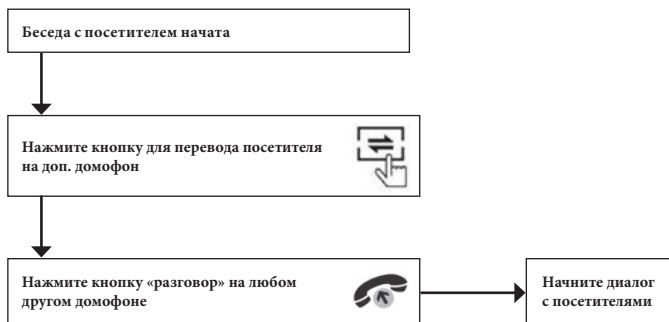 Беседа с посетителем начата
Нажмите кнопку для перевода посетителя
на доп. домофон
Нажмите кнопку «разговор» на любом
другом домофоне
Начните диалог
с посетителями